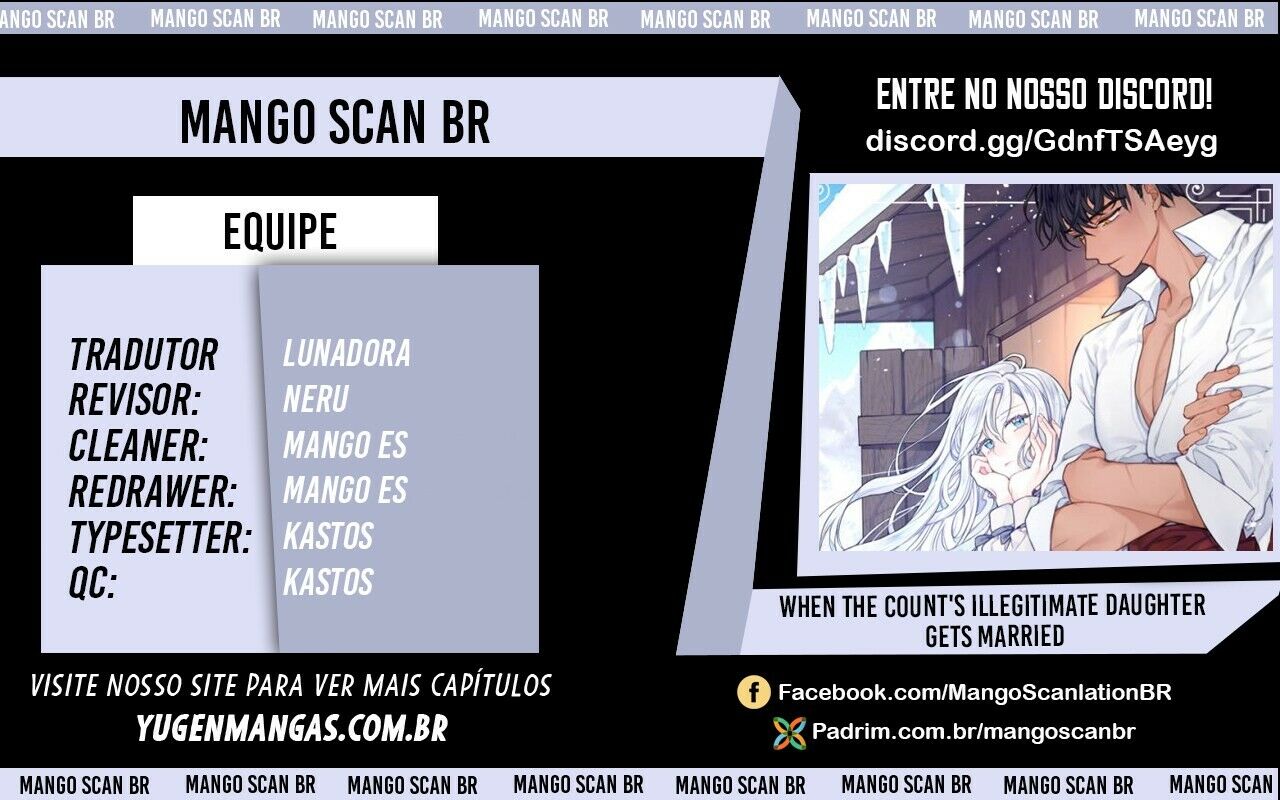 ANGO SCAN BR MANGO SCAN BR MANGO SCAN BR MANGO SCAN BR MANGO SCAN BR MANGO SCAN BR MANGO SCAN BR MANGO SCAN BR
MANGO SCAN BR
EQUIPE
TRADUTOR LUNADORA
REVISOR: NERU
CLEANER: MANGO ES
REDRAWER: MANGO ES
TYPESETTER: KASTOS
QC: KASTOS
VISITE NOSSO SITE PARA VER MAIS CAPÍTULOS
YUGENMANGAS.COM.BR
ENTRE NO NOSSO DISCORD!
discord.gg/GdnfTSAeyg
WHEN THE COUNT'S ILLEGITIMATE DAUGHTER
GETS MARRIED
Facebook.com/MangoScanlationBR
Padrim.com.br/mangoscanbr
MANGO SCAN BR MANGO SCAN BR MANGO SCAN BR MANGO SCAN BR MANGO SCAN BR MANGO SCAN BR MANGO SCAN BR MANGO SCAN